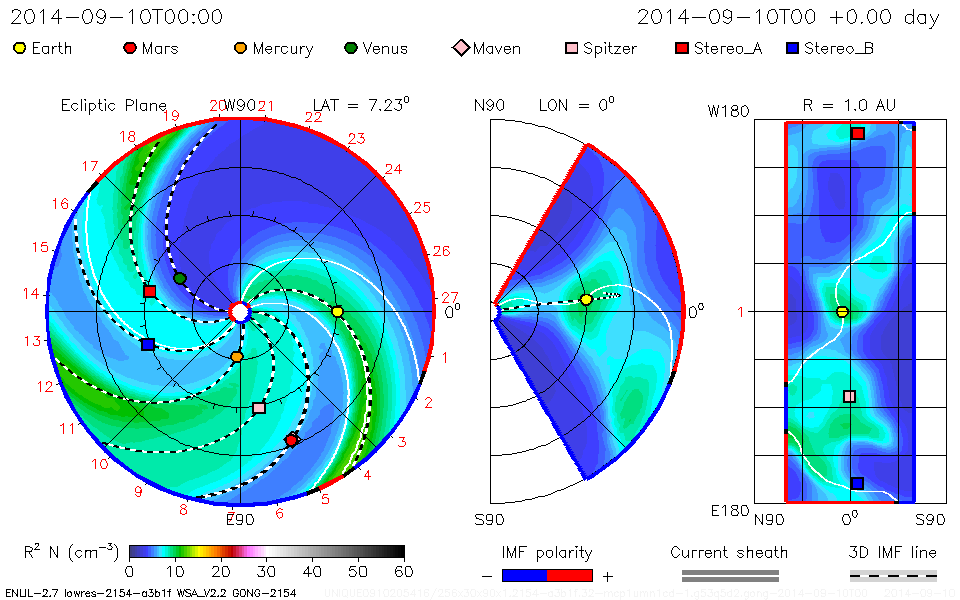 2014-09-10T00:00
2014-09-10T00 +0.00 day
Earth Mars Mercury Venus Maven Spitzer Stereo_A Stereo_B
Ecliptic Plane W90 LAT = 7.23°
N90 LON = 0°
W180 R = 1.0 AU
20 21
19 22
18 23
17 24
16 25
15 26
14 27 0° 0° 1
13 1
12 2
11 3
10 4
9 5
8 7 6
E90 S90 E180 N90 0° S90
R² N (cm⁻³)
0 10 20 30 40 50 60
IMF polarity
- +
Current sheath
3D IMF line
ENLIL-2.7 lowres-2154-a3b1f WSA_V2.2 GONG-2154